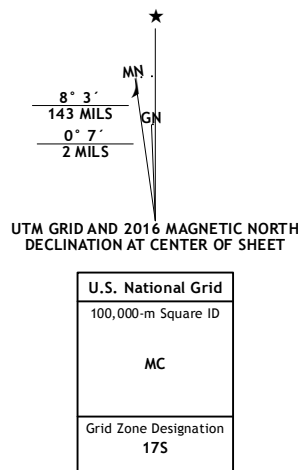 MN
GN
8° 3´
143 MILS
0° 7´
2 MILS
UTM GRID AND 2016 MAGNETIC NORTH
DECLINATION AT CENTER OF SHEET
U.S. National Grid
100,000-m Square ID
MC
Grid Zone Designation
17S